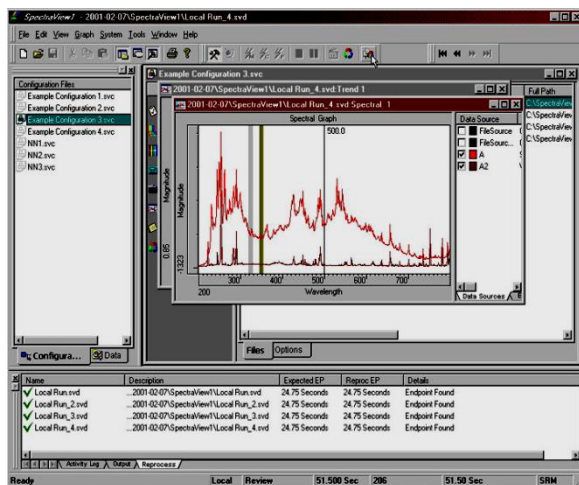 SpectraView1 - 2001-02-07\SpectraView1\Local Run_4.svd
File Edit View Graph System Tools Window Help
Configuration Files
Example Configuration 1.svc
Example Configuration 2.svc
Example Configuration 3.svc
Example Configuration 4.svc
NN1.svc
NN2.svc
NN3.svc
Configura... Data
Example Configuration 3.svc
2001-02-07\SpectraView1\Local Run_4.svd:Trend 1
2001-02-07\SpectraView1\Local Run_4.svd:Spectral 1
Spectral Graph
500.0
Magnitude
0.85
Magnitude
-1323
200 300 400 500 600 700
Wavelength
Data Source
FileSource
FileSourc...
A
A2
Data Sources
Full Path
C:\SpectraView
C:\SpectraView
C:\SpectraView
C:\SpectraView
Files Options
Name Description Expected EP Reproc EP Details
Local Run.svd ...2001-02-07\SpectraView1\Local Run.svd 24.75 Seconds 24.75 Seconds Endpoint Found
Local Run_2.svd ...2001-02-07\SpectraView1\Local Run_2.svd 24.75 Seconds 24.75 Seconds Endpoint Found
Local Run_3.svd ...2001-02-07\SpectraView1\Local Run_3.svd 24.75 Seconds 24.75 Seconds Endpoint Found
Local Run_4.svd ...2001-02-07\SpectraView1\Local Run_4.svd 24.75 Seconds 24.75 Seconds Endpoint Found
Activity Log Output Reprocess
Ready Local Review 51.500 Sec 206 51.50 Sec SRM